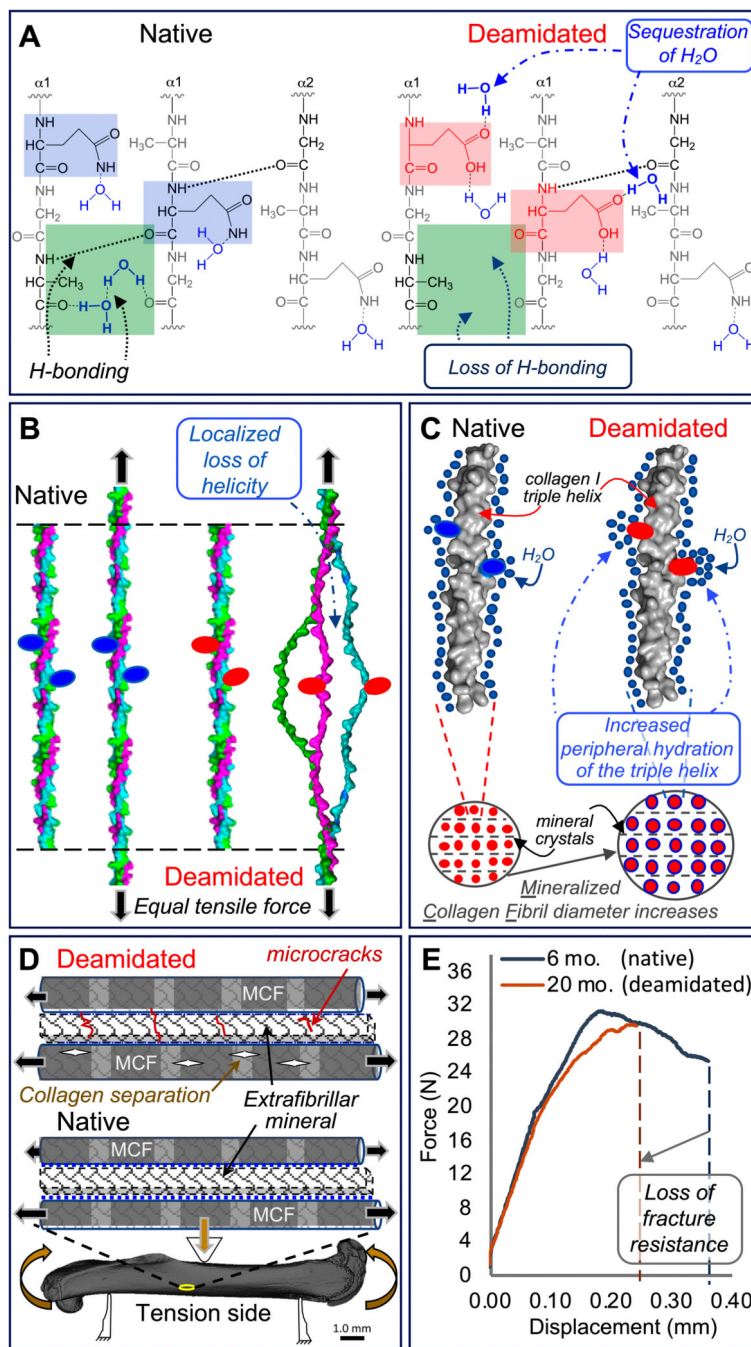 A
Native
Deamidated
Sequestration
of H₂O
α1
α1
α2
α1
α1
α2
NH
O
C
NH
H
H₃C
CH₂
CH₃
OH
H-bonding
Loss of H-bonding
B
Native
Localized
loss of
helicity
Deamidated
Equal tensile force
C
Native
Deamidated
collagen I
triple helix
H₂O
H₂O
Increased
peripheral hydration
of the triple helix
mineral
crystals
Mineralized
Collagen Fibril diameter increases
D
Deamidated
microcracks
MCF
MCF
Collagen separation
Extrafibrillar
mineral
Native
MCF
MCF
Tension side
1.0 mm
E
6 mo. (native)
20 mo. (deamidated)
36
32
28
24
20
16
12
8
4
0
Force (N)
Loss of
fracture
resistance
0.00 0.10 0.20 0.30 0.40
Displacement (mm)